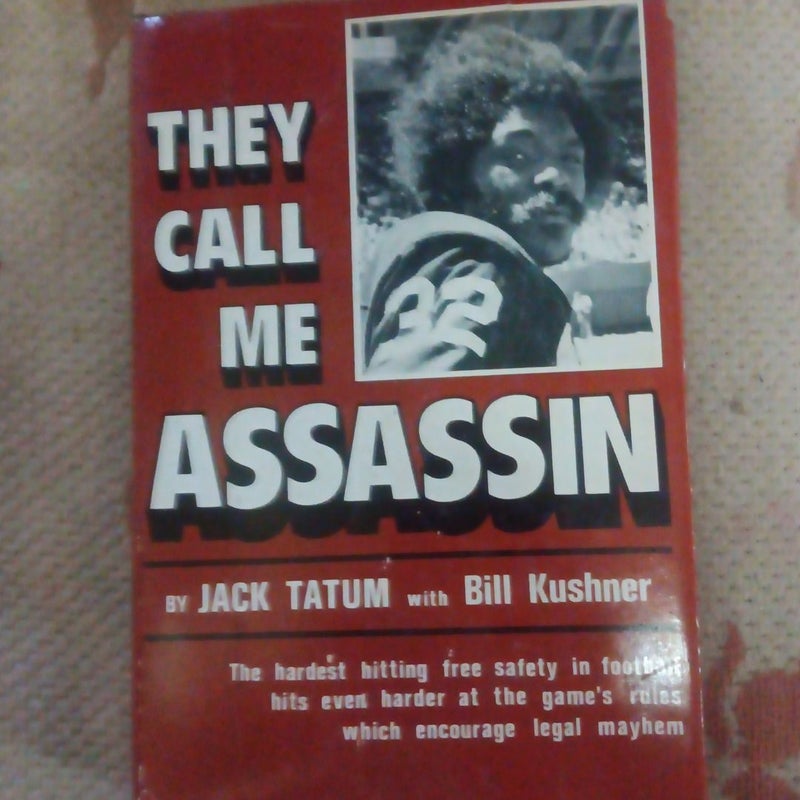 THEY
CALL
ME
ASSASSIN
32
BY JACK TATUM with Bill Kushner
The hardest hitting free safety in football
hits even harder at the game's rules
which encourage legal mayhem